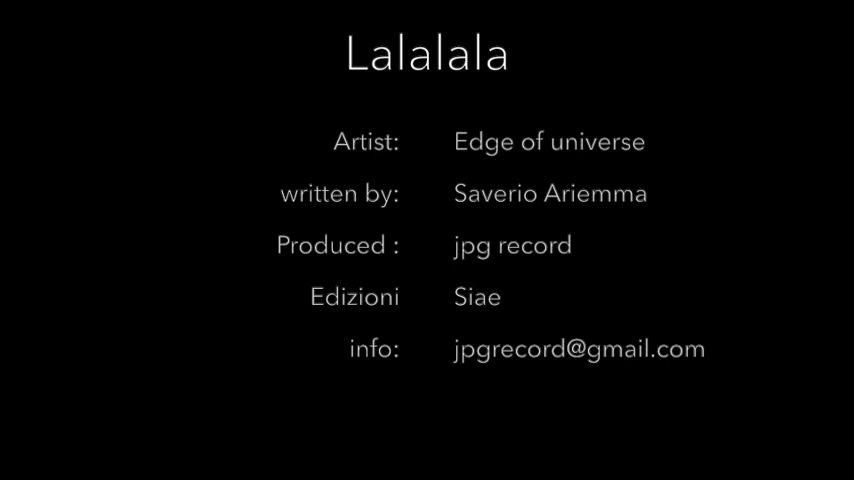 Lalalala
Artist: Edge of universe
written by: Saverio Ariemma
Produced : jpg record
Edizioni Siae
info: jpgrecord@gmail.com